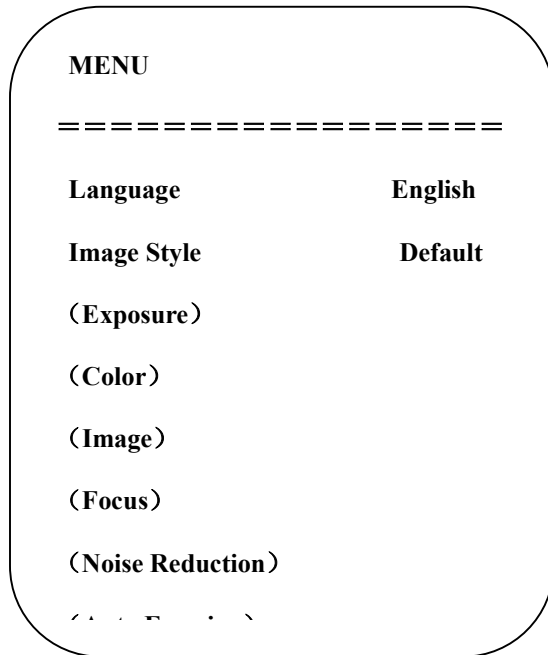 MENU
＝＝＝＝＝＝＝＝＝＝＝＝＝＝＝＝＝
Language English
Image Style Default
（Exposure）
（Color）
（Image）
（Focus）
（Noise Reduction）